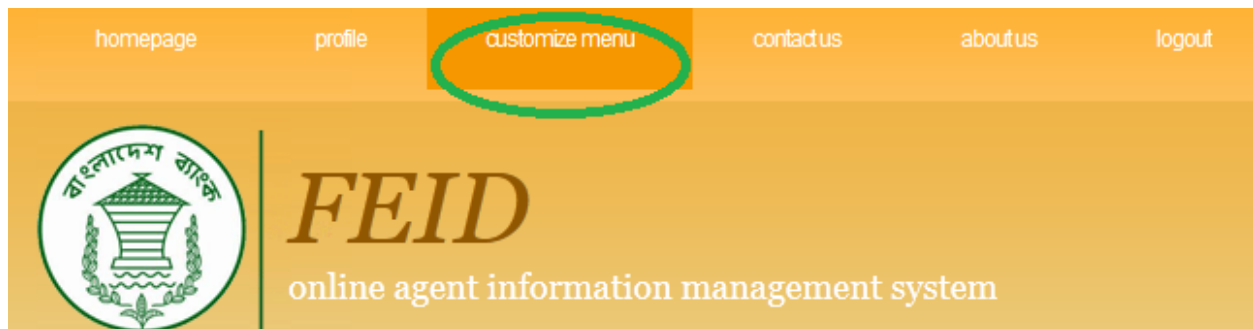 homepage profile customize menu contact us about us logout
বাংলাদেশ ব্যাংক
FEID
online agent information management system